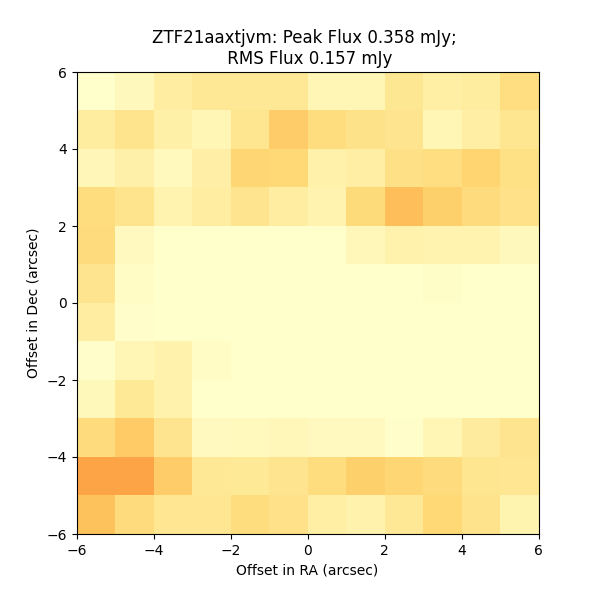 ZTF21aaxtjvm: Peak Flux 0.358 mJy;
RMS Flux 0.157 mJy
6
4
2
0
−2
−4
−6
Offset in Dec (arcsec)
−6 −4 −2 0 2 4 6
Offset in RA (arcsec)